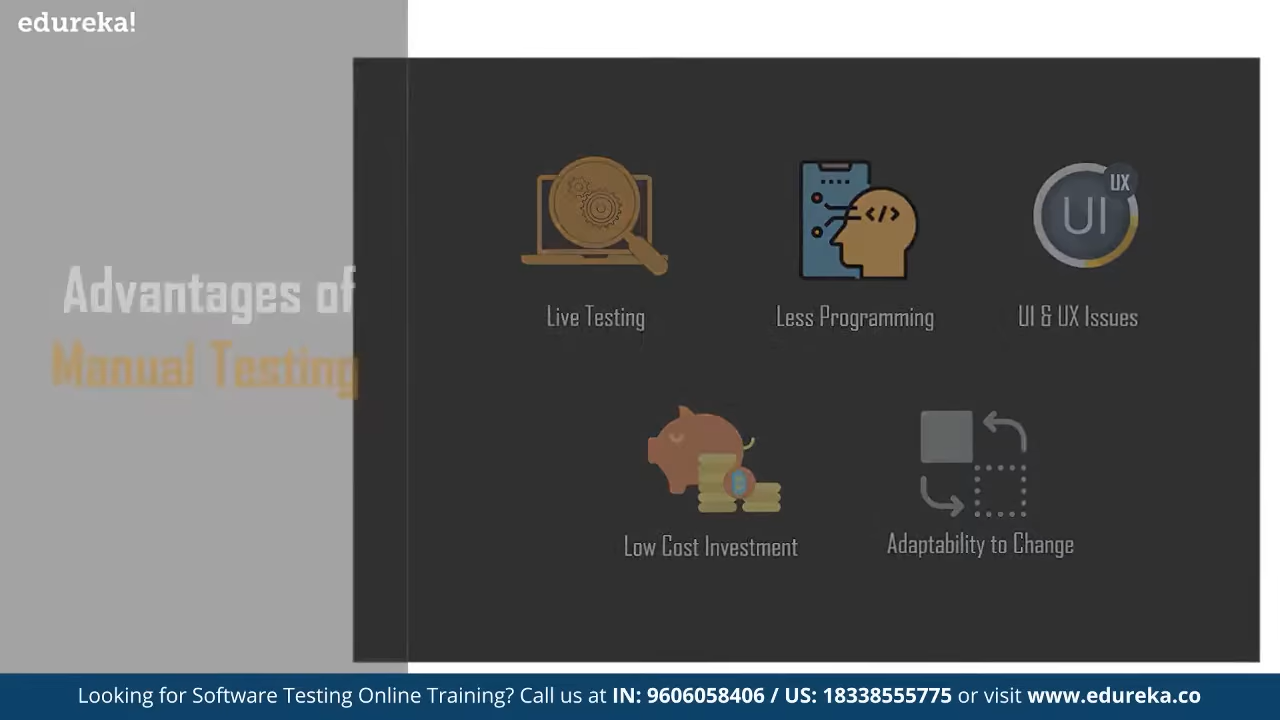 edureka!
Advantages of
Manual Testing
Live Testing
Less Programming
UX
UI
UI & UX Issues
Low Cost Investment
Adaptability to Change
Looking for Software Testing Online Training? Call us at IN: 9606058406 / US: 18338555775 or visit www.edureka.co